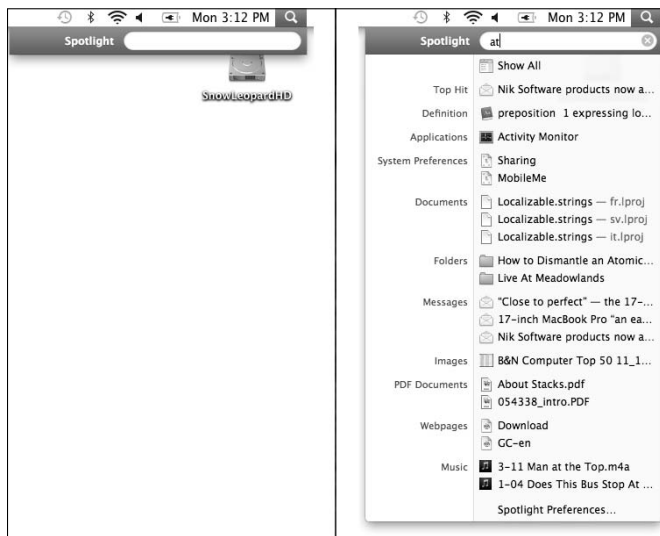 Mon 3:12 PM
Spotlight
SnowLeopardHD
Mon 3:12 PM
Spotlight at
Show All
Top Hit Nik Software products now a...
Definition preposition 1 expressing lo...
Applications Activity Monitor
System Preferences Sharing
MobileMe
Documents Localizable.strings — fr.lproj
Localizable.strings — sv.lproj
Localizable.strings — it.lproj
Folders How to Dismantle an Atomic...
Live At Meadowlands
Messages "Close to perfect" — the 17-...
17-inch MacBook Pro "an ea...
Nik Software products now a...
Images B&N Computer Top 50 11_1...
PDF Documents About Stacks.pdf
054338_intro.PDF
Webpages Download
GC-en
Music 3-11 Man at the Top.m4a
1-04 Does This Bus Stop At ...
Spotlight Preferences...